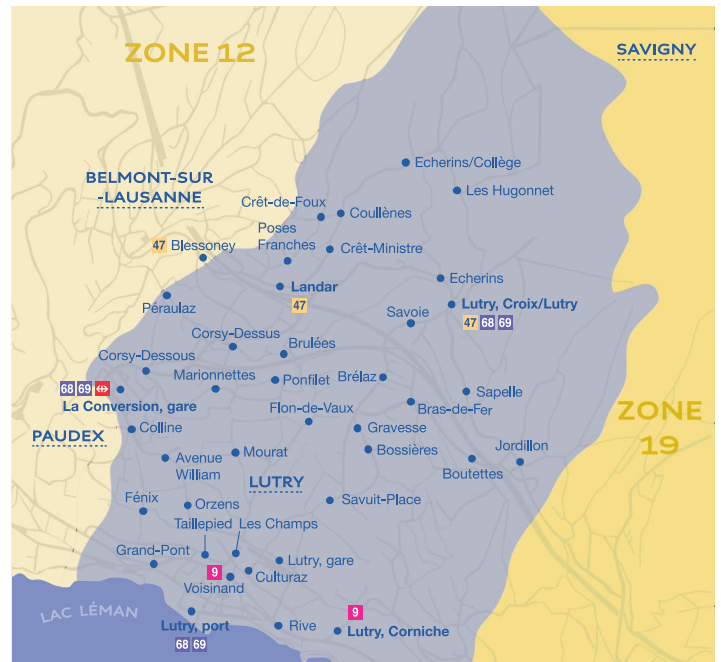 ZONE 12
SAVIGNY
Echerins/Collège
BELMONT-SUR
-LAUSANNE
Les Hugonnet
Crêt-de-Foux
Coullènes
Poses
Franches
47 Blessoney
Crêt-Ministre
Echerins
Landar
47
Péraulaz
Lutry, Croix/Lutry
47 68 69
Savoie
Corsy-Dessus
Brulées
Corsy-Dessous
Marionnettes
Ponfilet
Brélaz
68 69
La Conversion, gare
Sapelle
Bras-de-Fer
Flon-de-Vaux
ZONE
19
PAUDEX
Colline
Gravesse
Bossières
Jordillon
Mourat
Avenue
William
Boutettes
LUTRY
Fénix
Orzens
Savuit-Place
Taillepied
Les Champs
Grand-Pont
Lutry, gare
9
Voisinand
Culturaz
LAC LÉMAN
9
Lutry, port
68 69
Rive
Lutry, Corniche